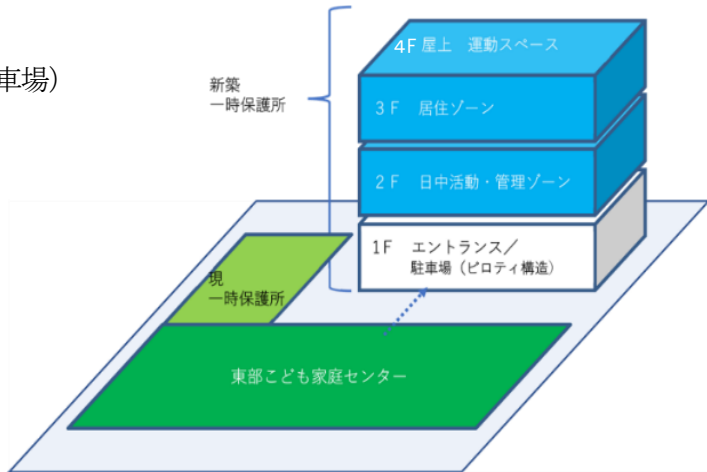 車場）
新築
一時保護所
4F 屋上　運動スペース
3F　居住ゾーン
2F　日中活動・管理ゾーン
1F　エントランス／
駐車場（ピロティ構造）
現
一時保護所
東部こども家庭センター